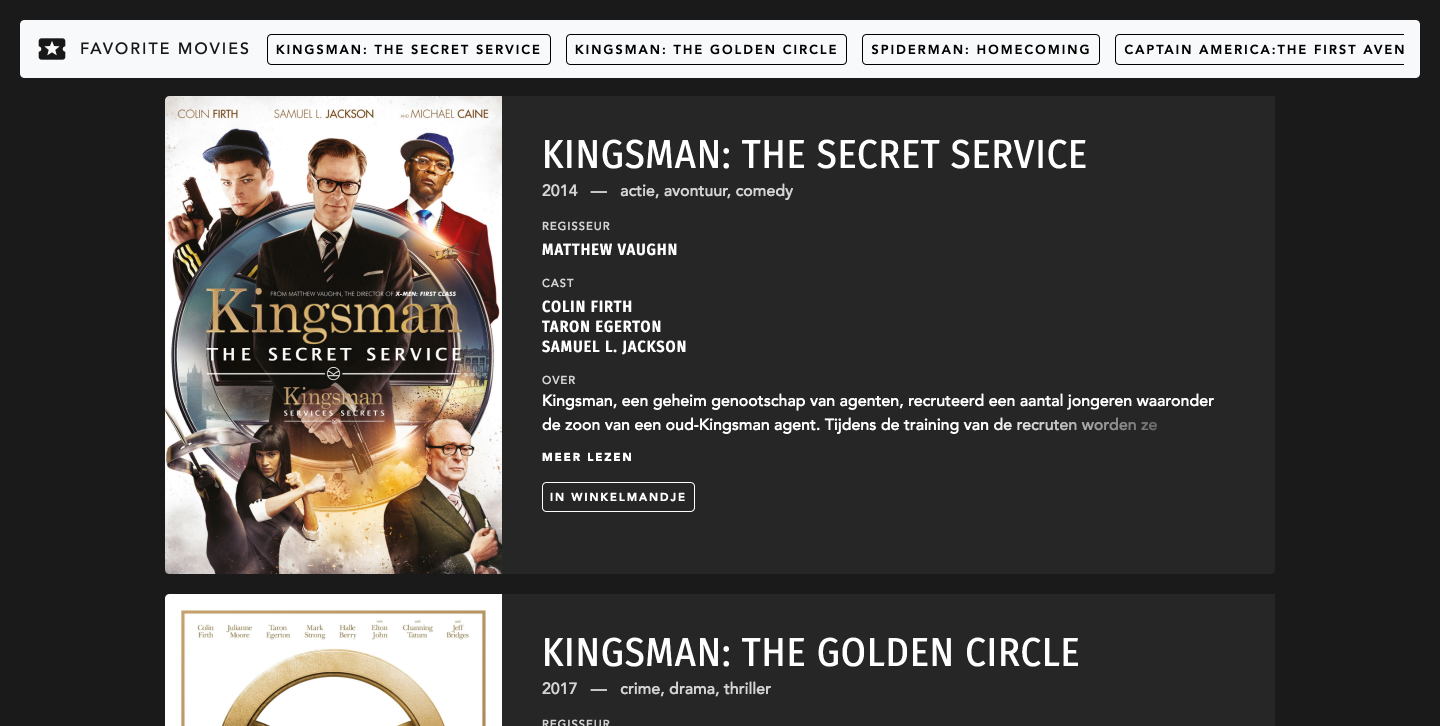 FAVORITE MOVIES
KINGSMAN: THE SECRET SERVICE
KINGSMAN: THE GOLDEN CIRCLE
SPIDERMAN: HOMECOMING
CAPTAIN AMERICA:THE FIRST AVEN
COLIN FIRTH
SAMUEL L. JACKSON
AND MICHAEL CAINE
FROM MATTHEW VAUGHN, THE DIRECTOR OF X-MEN: FIRST CLASS
Kingsman
THE SECRET SERVICE
Kingsman
SERVICES SECRETS
KINGSMAN: THE SECRET SERVICE
2014 — actie, avontuur, comedy
REGISSEUR
MATTHEW VAUGHN
CAST
COLIN FIRTH
TARON EGERTON
SAMUEL L. JACKSON
OVER
Kingsman, een geheim genootschap van agenten, recruteerd een aantal jongeren waaronder
de zoon van een oud-Kingsman agent. Tijdens de training van de recruten worden ze
MEER LEZEN
IN WINKELMANDJE
Colin Firth
Julianne Moore
Taron Egerton
Mark Strong
Halle Berry
with Elton John
with Channing Tatum
and Jeff Bridges
KINGSMAN: THE GOLDEN CIRCLE
2017 — crime, drama, thriller
REGISSEUR